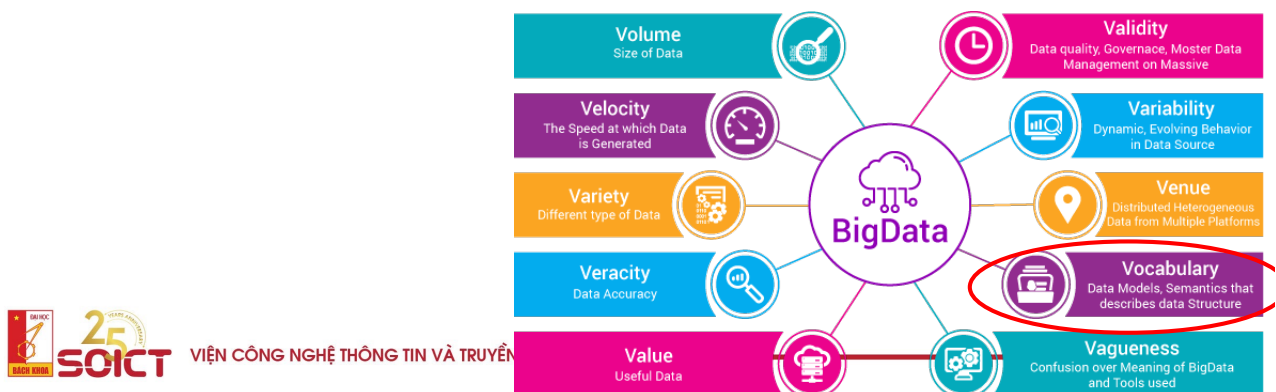 Volume
Size of Data
Velocity
The Speed at which Data
is Generated
Variety
Different type of Data
Veracity
Data Accuracy
Value
Useful Data
BigData
Validity
Data quality, Governace, Moster Data
Management on Massive
Variability
Dynamic, Evolving Behavior
in Data Source
Venue
Distributed Heterogeneous
Data from Multiple Platforms
Vocabulary
Data Models, Semantics that
describes data Structure
Vagueness
Confusion over Meaning of BigData
and Tools used
ĐẠI HỌC
BÁCH KHOA
25
YEARS ANNIVERSARY
SOICT
VIỆN CÔNG NGHỆ THÔNG TIN VÀ TRUYỀN